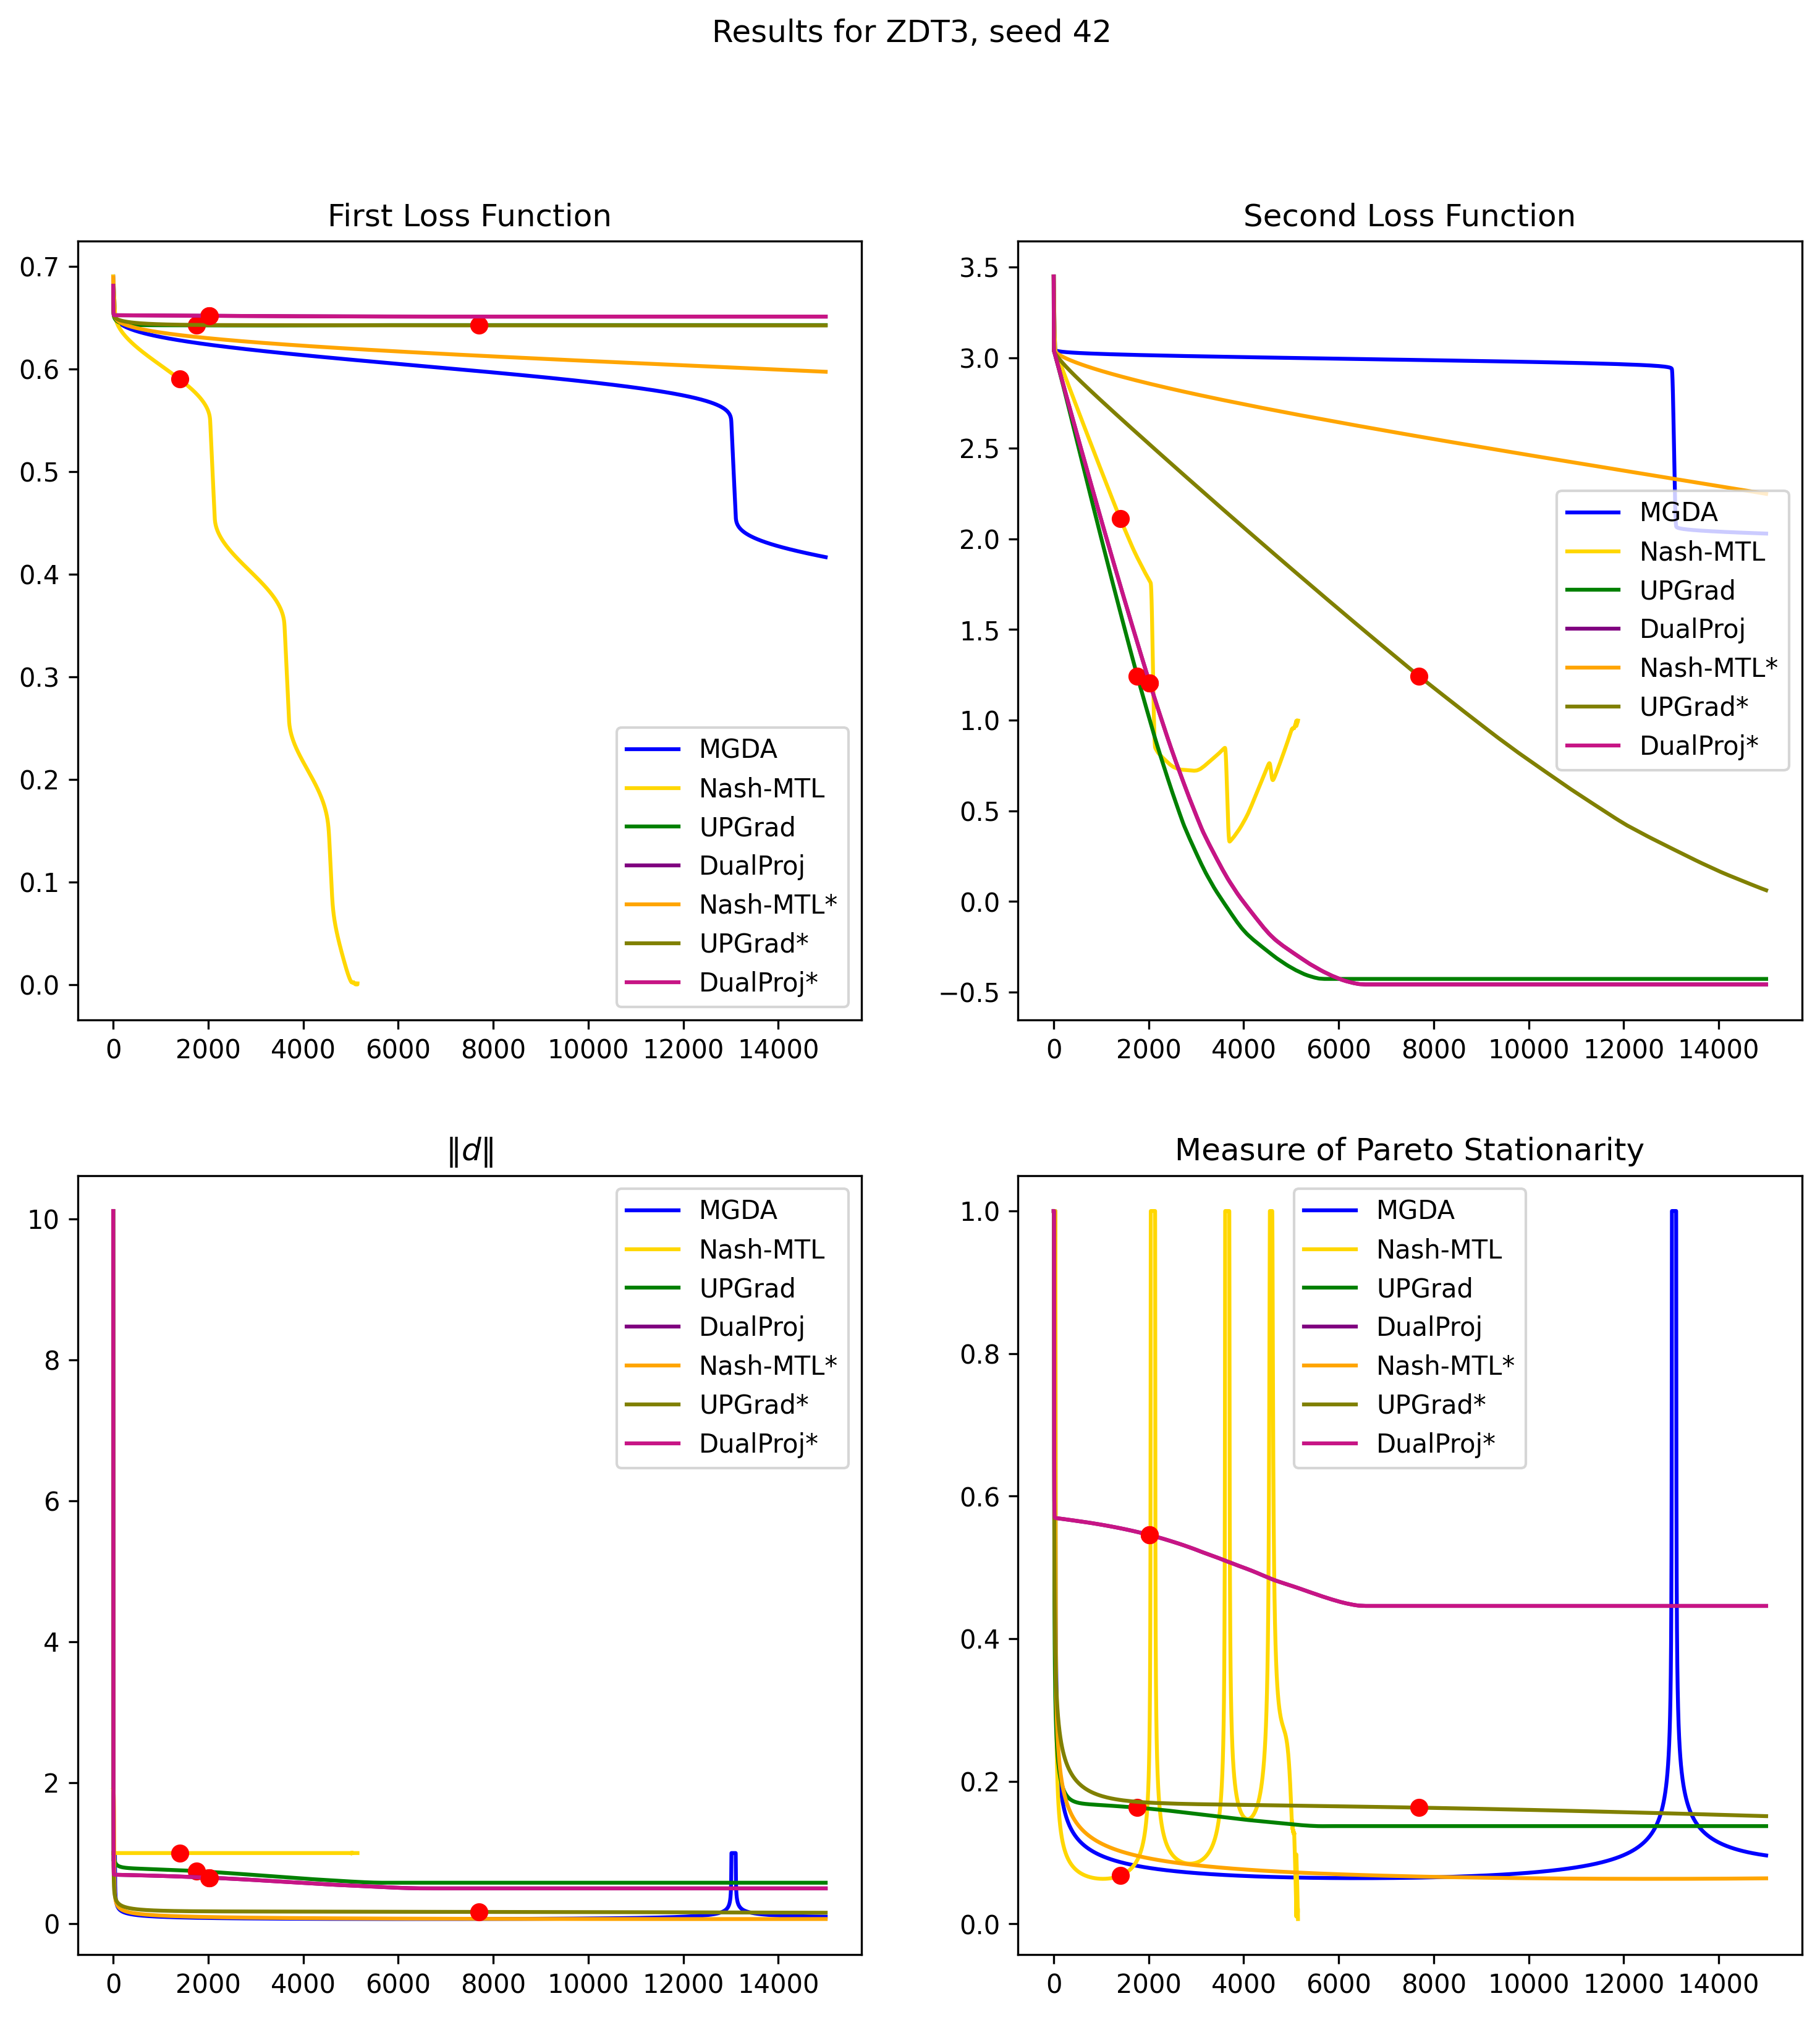 Results for ZDT3, seed 42
First Loss Function
0.7
0.6
0.5
0.4
0.3
0.2
0.1
0.0
0 2000 4000 6000 8000 10000 12000 14000
MGDA
Nash-MTL
UPGrad
DualProj
Nash-MTL*
UPGrad*
DualProj*
Second Loss Function
3.5
3.0
2.5
2.0
1.5
1.0
0.5
0.0
−0.5
0 2000 4000 6000 8000 10000 12000 14000
MGDA
Nash-MTL
UPGrad
DualProj
Nash-MTL*
UPGrad*
DualProj*
‖d‖
10
8
6
4
2
0
0 2000 4000 6000 8000 10000 12000 14000
MGDA
Nash-MTL
UPGrad
DualProj
Nash-MTL*
UPGrad*
DualProj*
Measure of Pareto Stationarity
1.0
0.8
0.6
0.4
0.2
0.0
0 2000 4000 6000 8000 10000 12000 14000
MGDA
Nash-MTL
UPGrad
DualProj
Nash-MTL*
UPGrad*
DualProj*